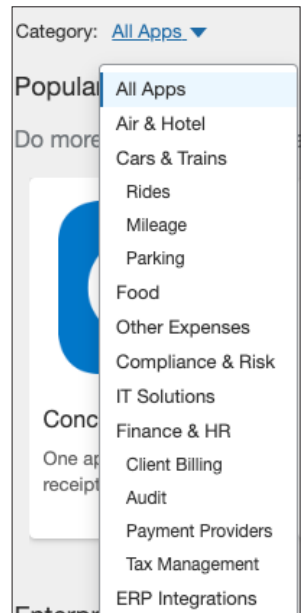 Category: All Apps
Popula
Do more
All Apps
Air & Hotel
Cars & Trains
Rides
Mileage
Parking
Food
Other Expenses
Compliance & Risk
IT Solutions
Finance & HR
Client Billing
Audit
Payment Providers
Tax Management
ERP Integrations
Conc
One ap
receipt